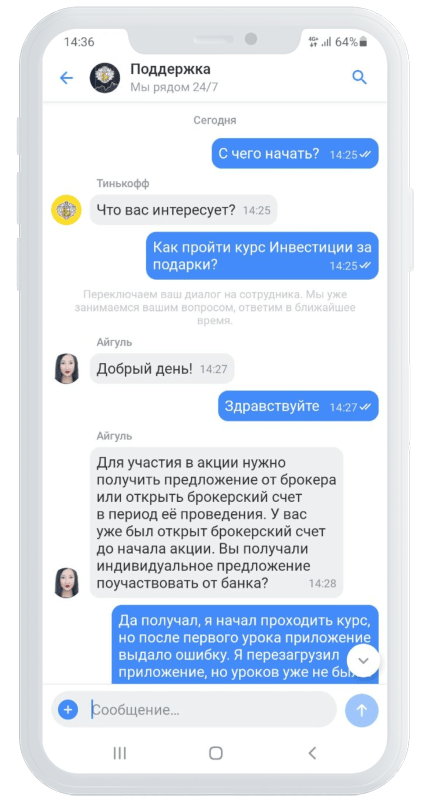 14:36
4G+
64%
Поддержка
Мы рядом 24/7
Сегодня
С чего начать? 14:25
Тинькофф
Что вас интересует? 14:25
Как пройти курс Инвестиции за
подарки? 14:25
Переключаем ваш диалог на сотрудника. Мы уже
занимаемся вашим вопросом, ответим в ближайшее
время.
Айгуль
Добрый день! 14:27
Здравствуйте 14:27
Айгуль
Для участия в акции нужно
получить предложение от брокера
или открыть брокерский счет
в период её проведения. У вас
уже был открыт брокерский счет
до начала акции. Вы получали
индивидуальное предложение
поучаствовать от банка? 14:28
Да получал, я начал проходить курс,
но после первого урока приложение
выдало ошибку. Я перезагрузил
приложение, но уроков уже не
Сообщение...